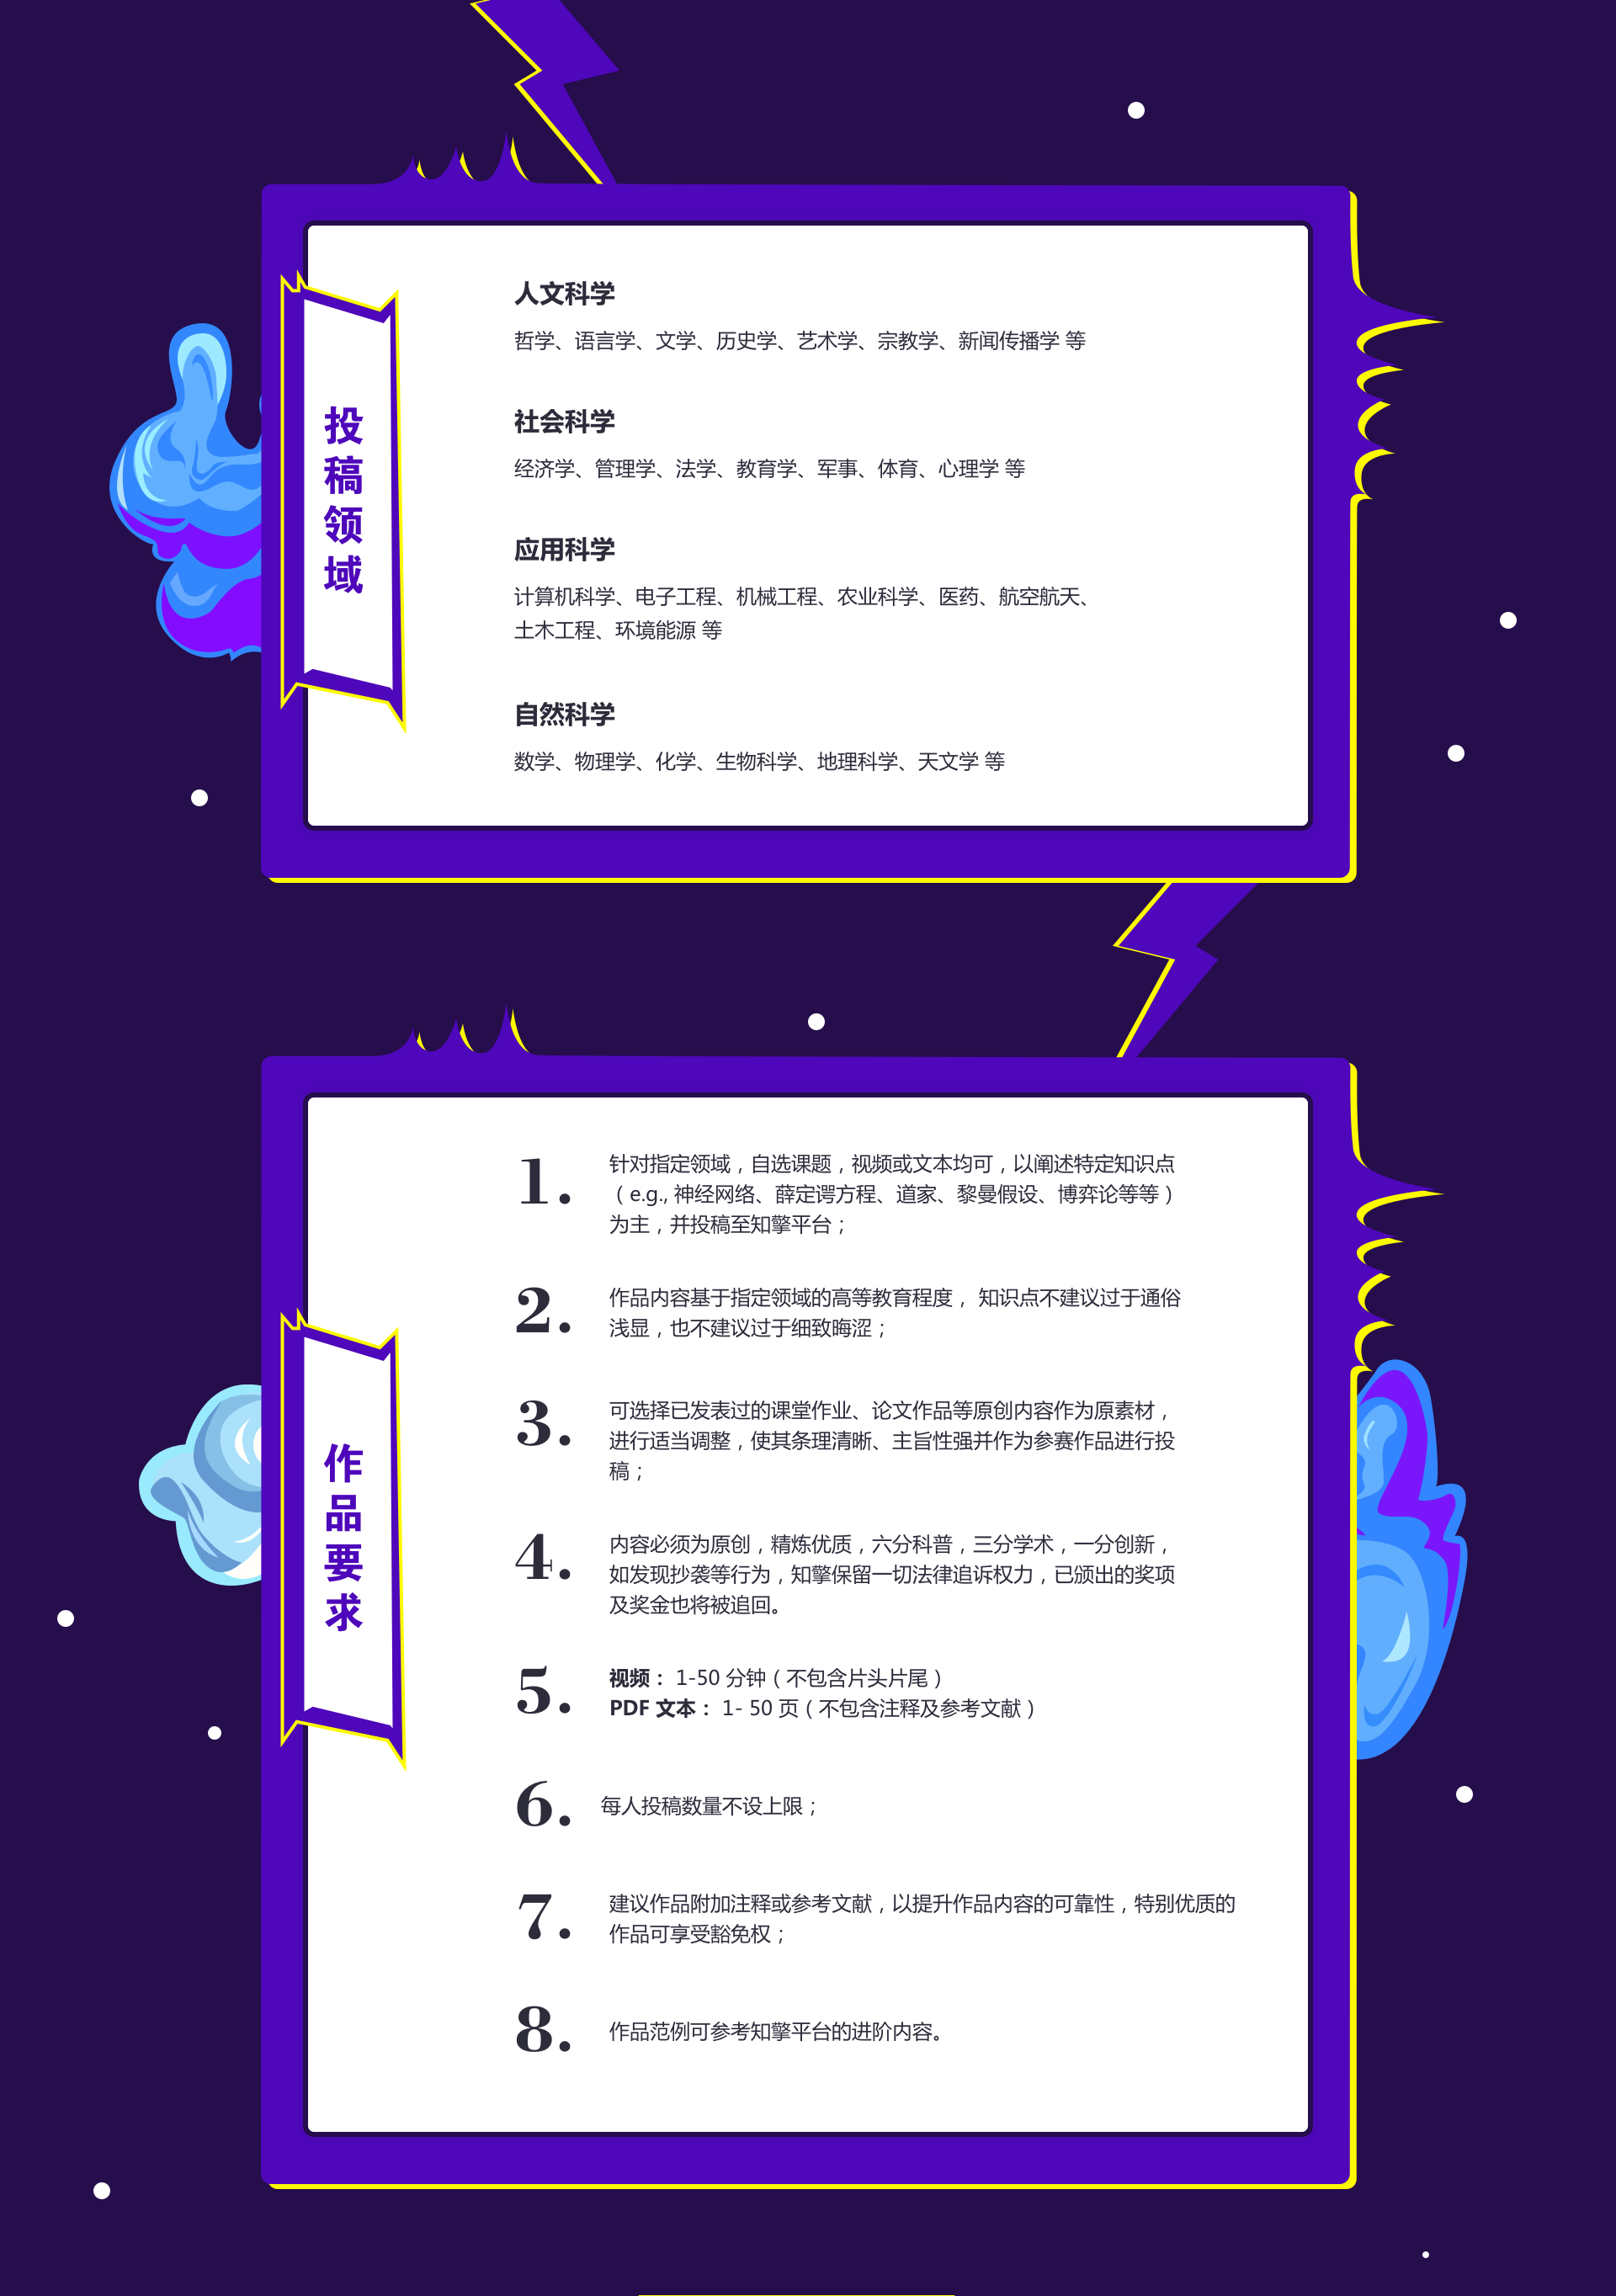 投稿领域
人文科学
哲学、语言学、文学、历史学、艺术学、宗教学、新闻传播学 等
社会科学
经济学、管理学、法学、教育学、军事、体育、心理学 等
应用科学
计算机科学、电子工程、机械工程、农业科学、医药、航空航天、
土木工程、环境能源 等
自然科学
数学、物理学、化学、生物科学、地理科学、天文学 等
作品要求
1. 针对指定领域，自选课题，视频或文本均可，以阐述特定知识点
（e.g., 神经网络、薛定谔方程、道家、黎曼假设、博弈论等等）
为主，并投稿至知擎平台；
2. 作品内容基于指定领域的高等教育程度， 知识点不建议过于通俗
浅显，也不建议过于细致晦涩；
3. 可选择已发表过的课堂作业、论文作品等原创内容作为原素材，
进行适当调整，使其条理清晰、主旨性强并作为参赛作品进行投
稿；
4. 内容必须为原创，精炼优质，六分科普，三分学术，一分创新，
如发现抄袭等行为，知擎保留一切法律追诉权力，已颁出的奖项
及奖金也将被追回。
5. 视频： 1-50 分钟（不包含片头片尾）
PDF 文本： 1- 50 页（不包含注释及参考文献）
6. 每人投稿数量不设上限；
7. 建议作品附加注释或参考文献，以提升作品内容的可靠性，特别优质的
作品可享受豁免权；
8. 作品范例可参考知擎平台的进阶内容。